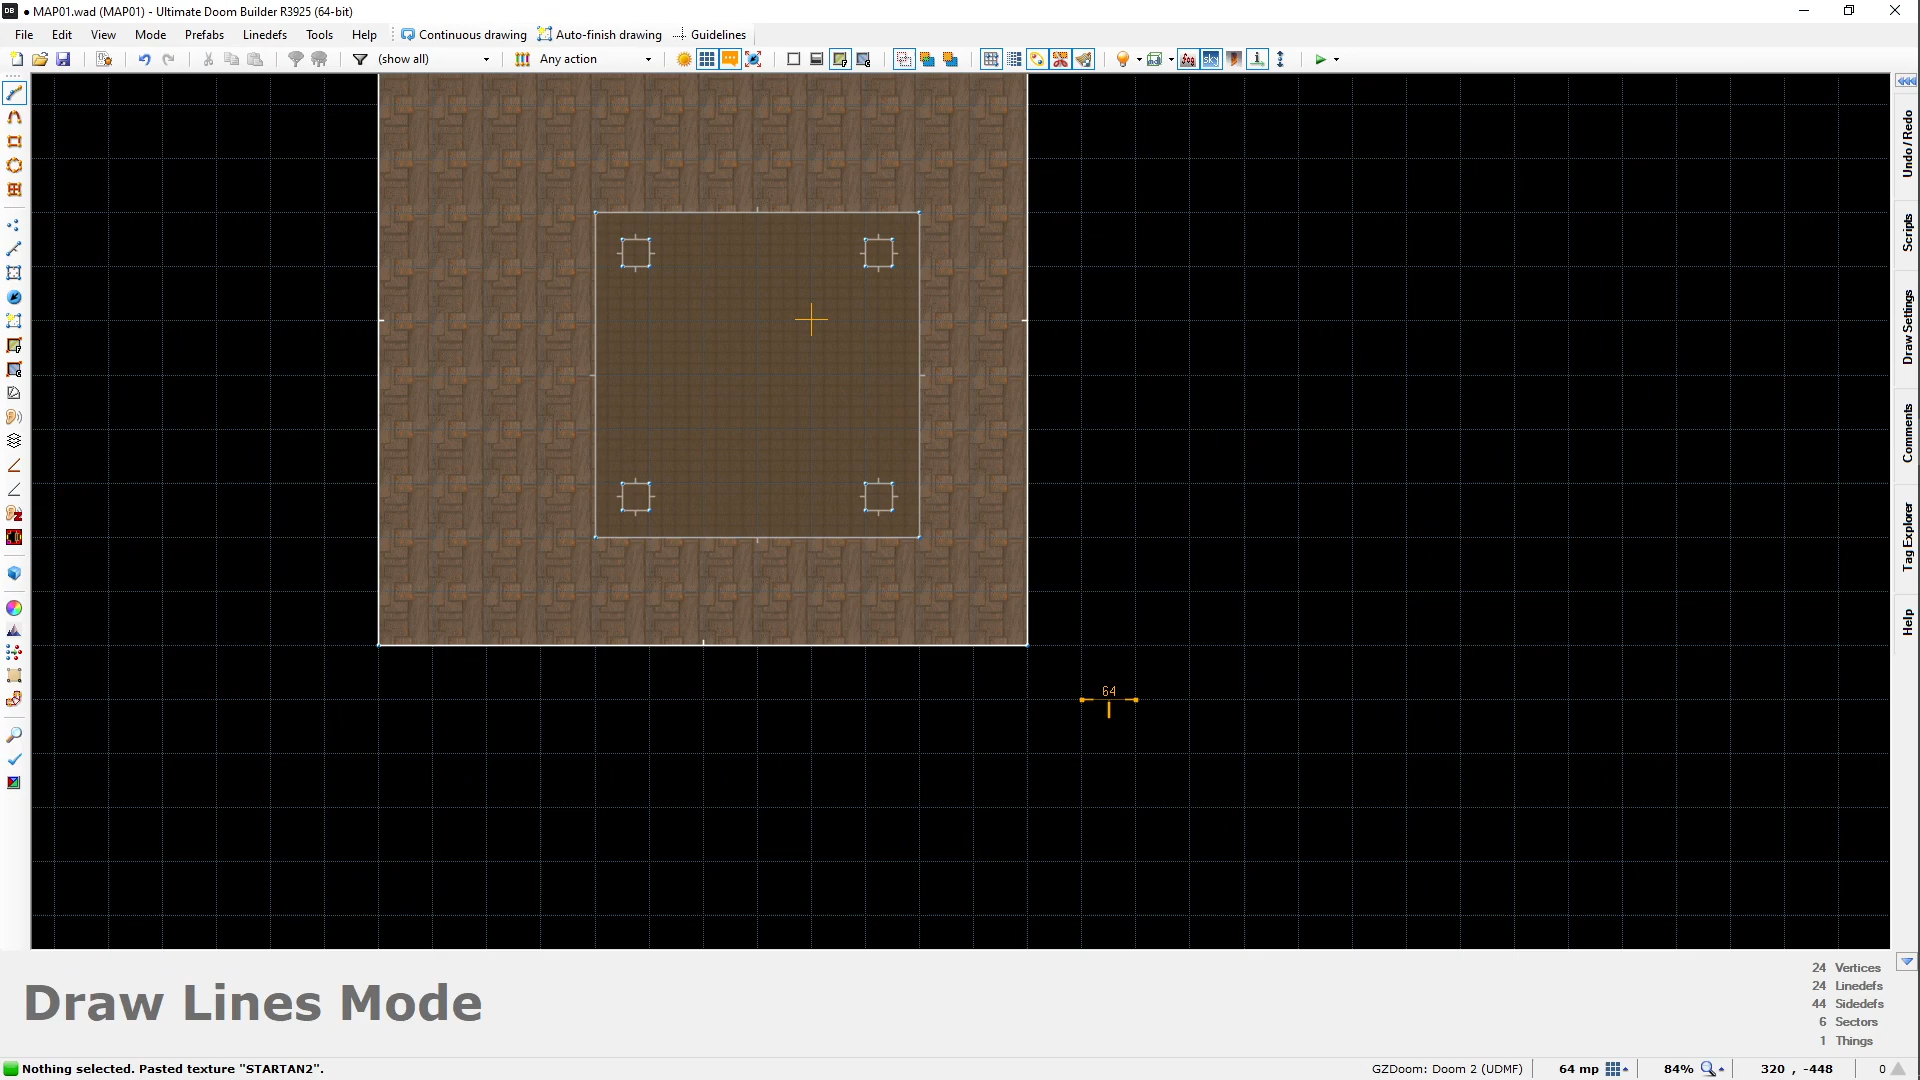 ● MAP01.wad (MAP01) - Ultimate Doom Builder R3925 (64-bit)
File Edit View Mode Prefabs Linedefs Tools Help Continuous drawing Auto-finish drawing Guidelines
(show all) Any action
Undo / Redo
Scripts
Draw Settings
Comments
Tag Explorer
Help
64
Draw Lines Mode
24 Vertices
24 Linedefs
44 Sidedefs
6 Sectors
1 Things
Nothing selected. Pasted texture "STARTAN2".
GZDoom: Doom 2 (UDMF) 64 mp 84% 320 , -448 0